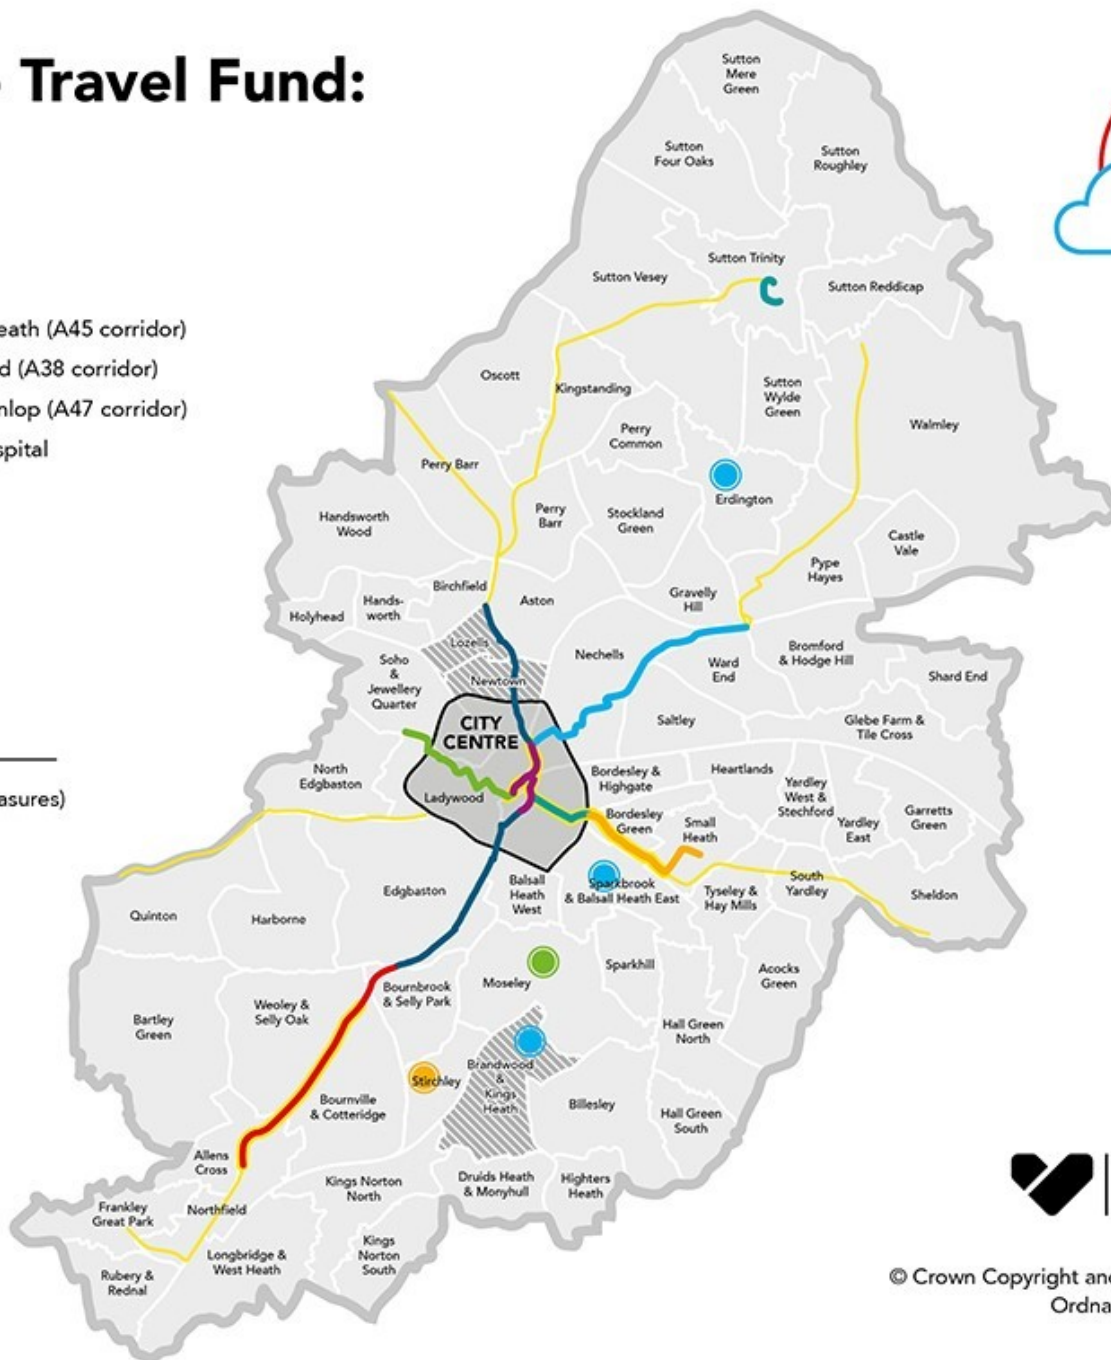 Travel Fund:
eath (A45 corridor)
d (A38 corridor)
nlop (A47 corridor)
spital
asures)
Sutton
Mere
Green
Sutton
Four Oaks
Sutton
Roughley
Sutton Trinity
Sutton Vesey
Sutton Reddicap
Oscott
Kingstanding
Sutton
Wylde
Green
Walmley
Perry
Common
Perry Barr
Erdington
Handsworth
Wood
Perry
Barr
Stockland
Green
Castle
Vale
Pype
Hayes
Birchfield
Aston
Gravelly
Hill
Holyhead
Hands-
worth
Lozells
Nechells
Bromford
& Hodge Hill
Soho
&
Jewellery
Quarter
Newtown
Ward
End
Shard End
CITY
CENTRE
Saltley
Glebe Farm &
Tile Cross
North
Edgbaston
Ladywood
Bordesley &
Highgate
Heartlands
Yardley
West &
Stechford
Bordesley
Green
Small
Heath
Yardley
East
Garretts
Green
Edgbaston
Balsall
Heath
West
Sparkbrook
& Balsall Heath East
Tyseley &
Hay Mills
South
Yardley
Sheldon
Quinton
Harborne
Moseley
Sparkhill
Acocks
Green
Bournbrook
& Selly Park
Weoley &
Selly Oak
Bartley
Green
Hall Green
North
Brandwood
&
Kings
Heath
Stirchley
Bournville
& Cotteridge
Billesley
Hall Green
South
Allens
Cross
Kings Norton
North
Druids Heath
& Monyhull
Highters
Heath
Frankley
Great Park
Northfield
Longbridge &
West Heath
Kings
Norton
South
Rubery &
Rednal
© Crown Copyright and
Ordna